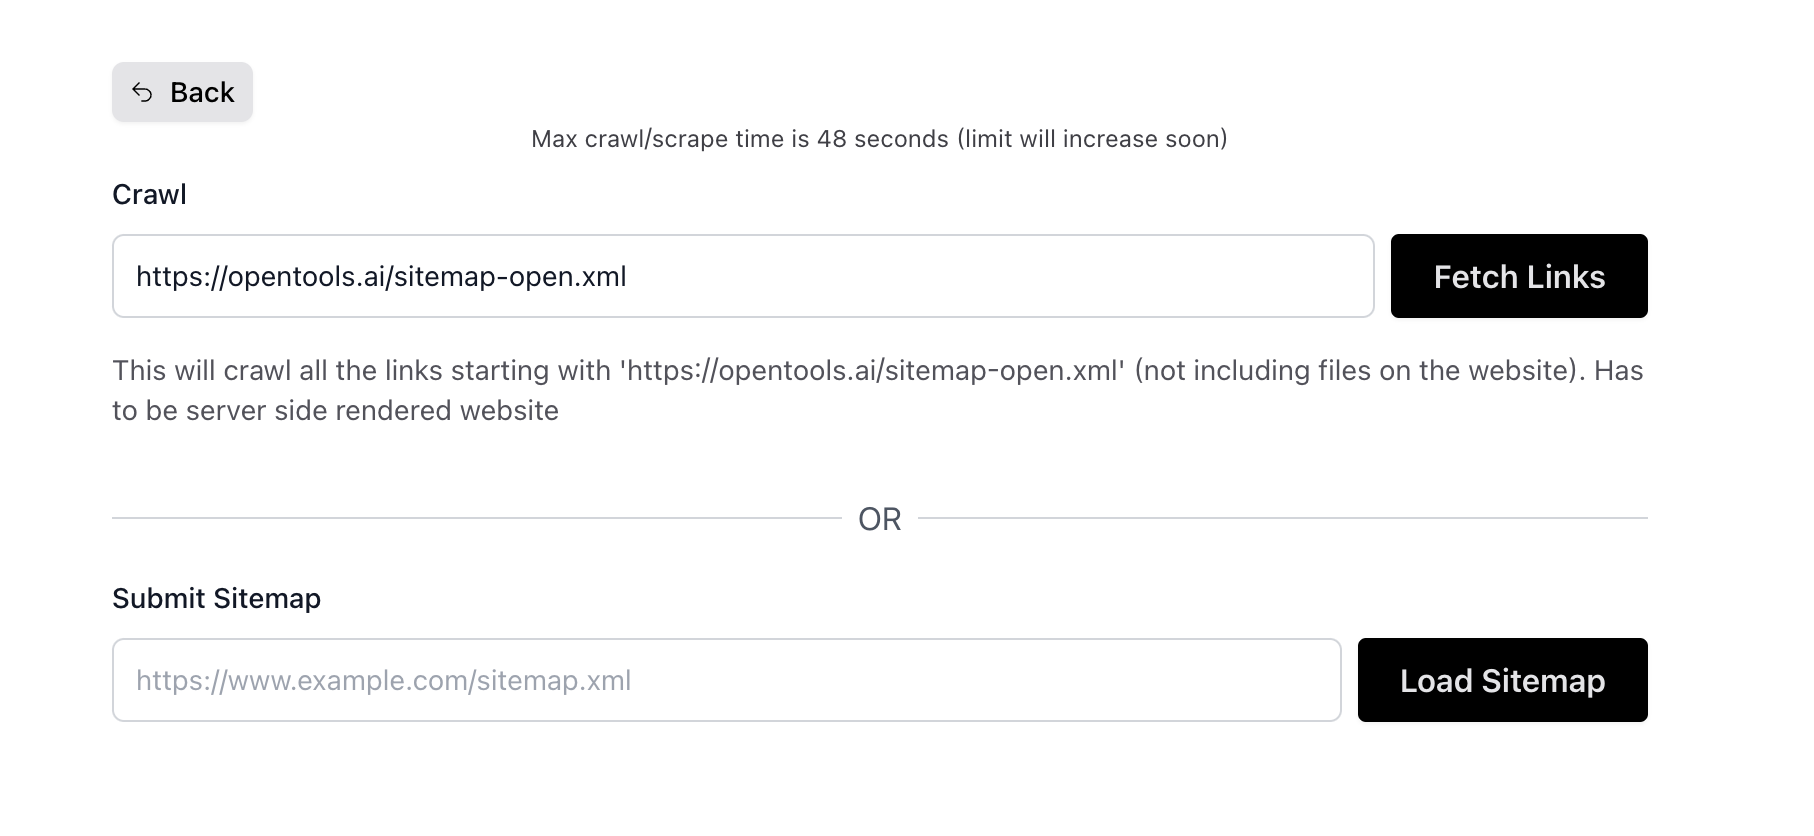 Back
Max crawl/scrape time is 48 seconds (limit will increase soon)
Crawl
https://opentools.ai/sitemap-open.xml
Fetch Links
This will crawl all the links starting with 'https://opentools.ai/sitemap-open.xml' (not including files on the website). Has
to be server side rendered website
OR
Submit Sitemap
https://www.example.com/sitemap.xml
Load Sitemap